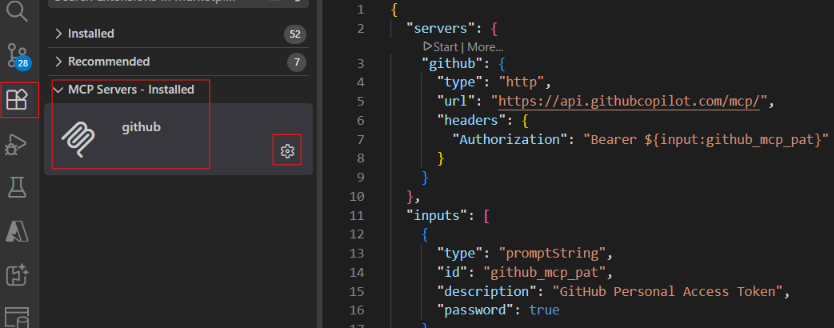 Installed 52
Recommended 7
MCP Servers - Installed
github
28
1 {
2 "servers": {
Start | More...
3 "github": {
4 "type": "http",
5 "url": "https://api.githubcopilot.com/mcp/",
6 "headers": {
7 "Authorization": "Bearer ${input:github_mcp_pat}"
8 }
9 }
10 },
11 "inputs": [
12 {
13 "type": "promptString",
14 "id": "github_mcp_pat",
15 "description": "GitHub Personal Access Token",
16 "password": true